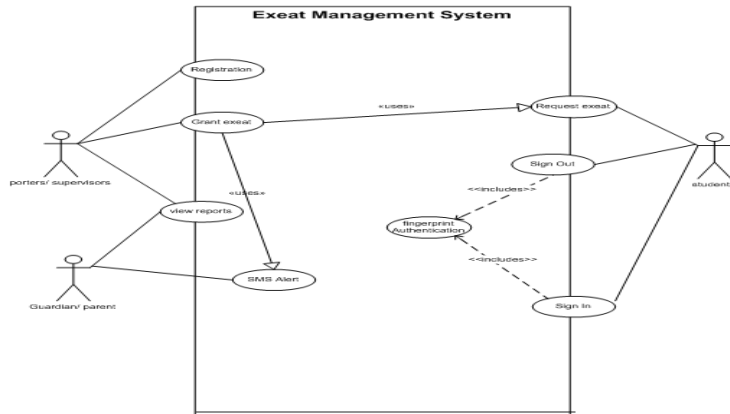 Exeat Management System
Registration
«uses»
Request exeat
Grant exeat
Sign Out
porters/ supervisors
student
«uses»
<<includes>>
view reports
fingerprint
Authentication
<<includes>>
SMS Alert
Guardian/ parent
Sign In